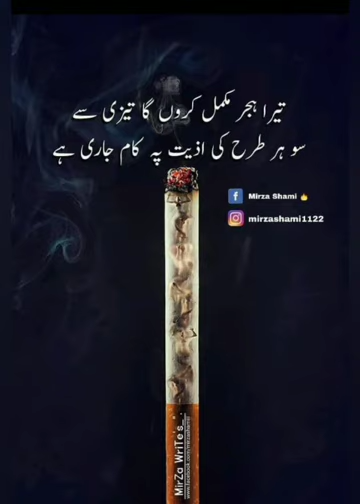 تیرا ہجر مکمل کروں گا تیزی سے
سو ہر طرح کی اذیت پہ کام جاری ہے
Mirza Shami 🔥
mirzashami1122
MirZa WriTeS...